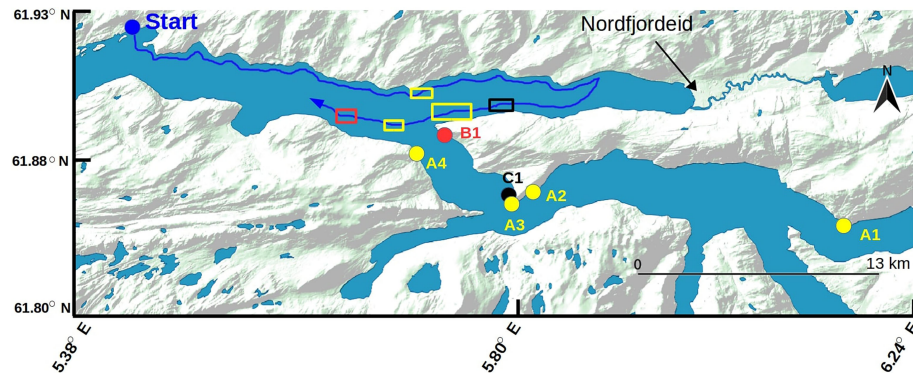 61.93° N
Start
Nordfjordeid
N
B1
61.88° N
A4
C1
A2
A3
A1
0
13 km
61.80° N
5.38° E
5.80° E
6.24° E